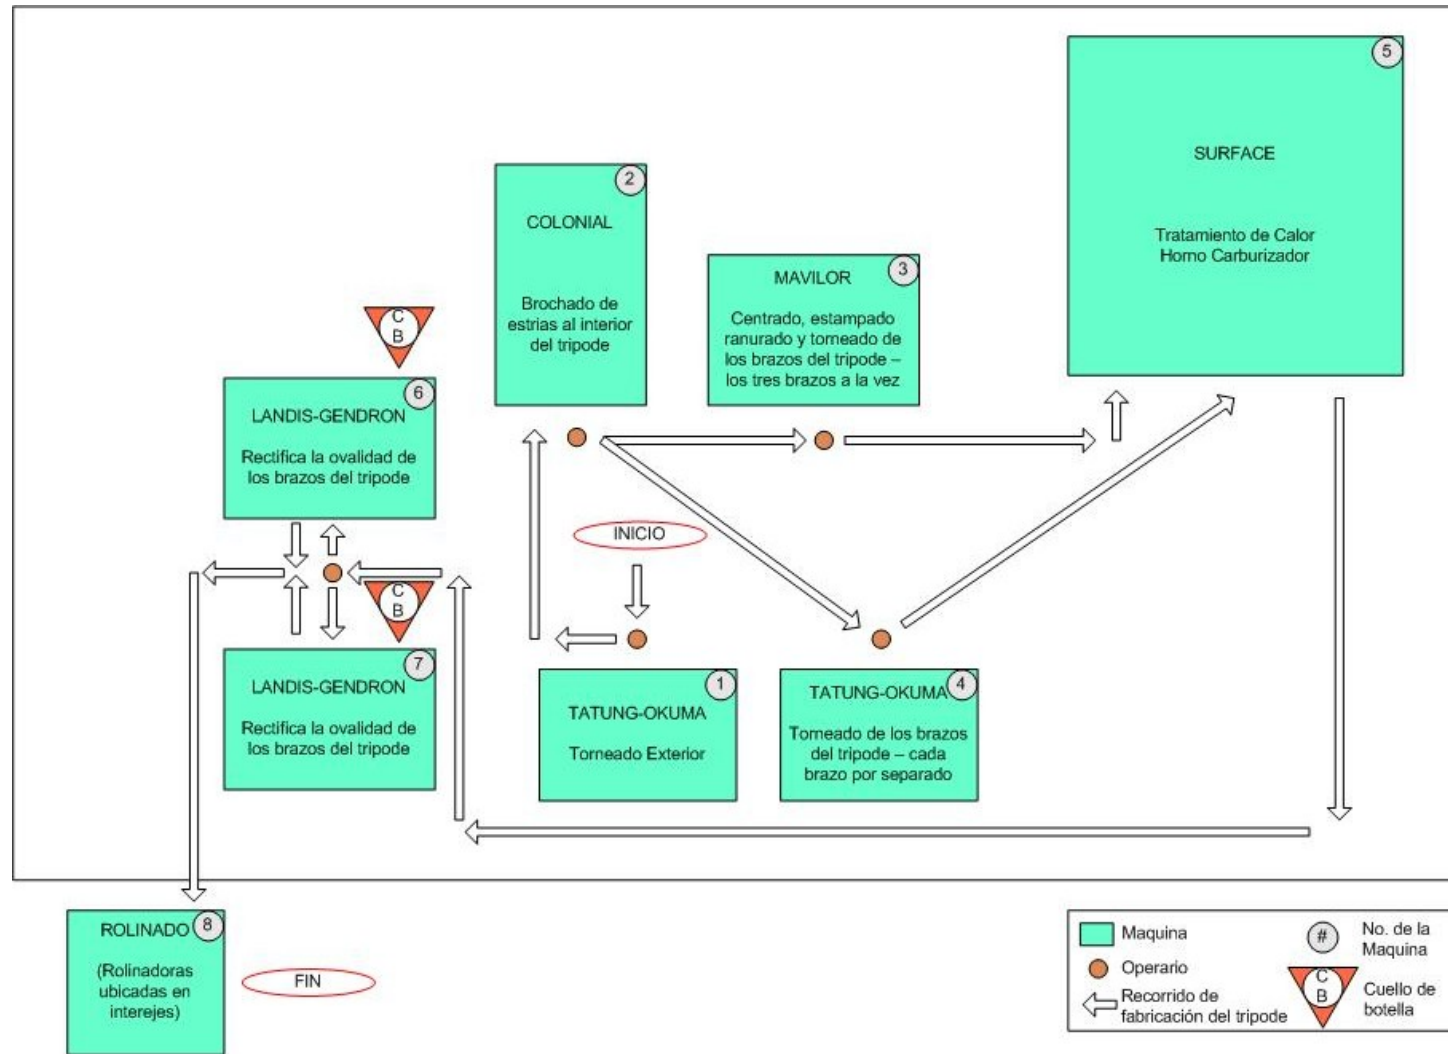 5
SURFACE
Tratamiento de Calor
Horno Carburizador
2
COLONIAL
Brochado de
estrias al interior
del tripode
3
MAVILOR
Centrado, estampado
ranurado y torneado de
los brazos del tripode –
los tres brazos a la vez
C
B
6
LANDIS-GENDRON
Rectifica la ovalidad de
los brazos del tripode
INICIO
C
B
7
LANDIS-GENDRON
Rectifica la ovalidad de
los brazos del tripode
1
TATUNG-OKUMA
Torneado Exterior
4
TATUNG-OKUMA
Torneado de los brazos
del tripode – cada
brazo por separado
8
ROLINADO
(Rolinadoras
ubicadas en
interejes)
FIN
Maquina
Operario
Recorrido de
fabricación del tripode
#
No. de la
Maquina
C
B
Cuello de
botella